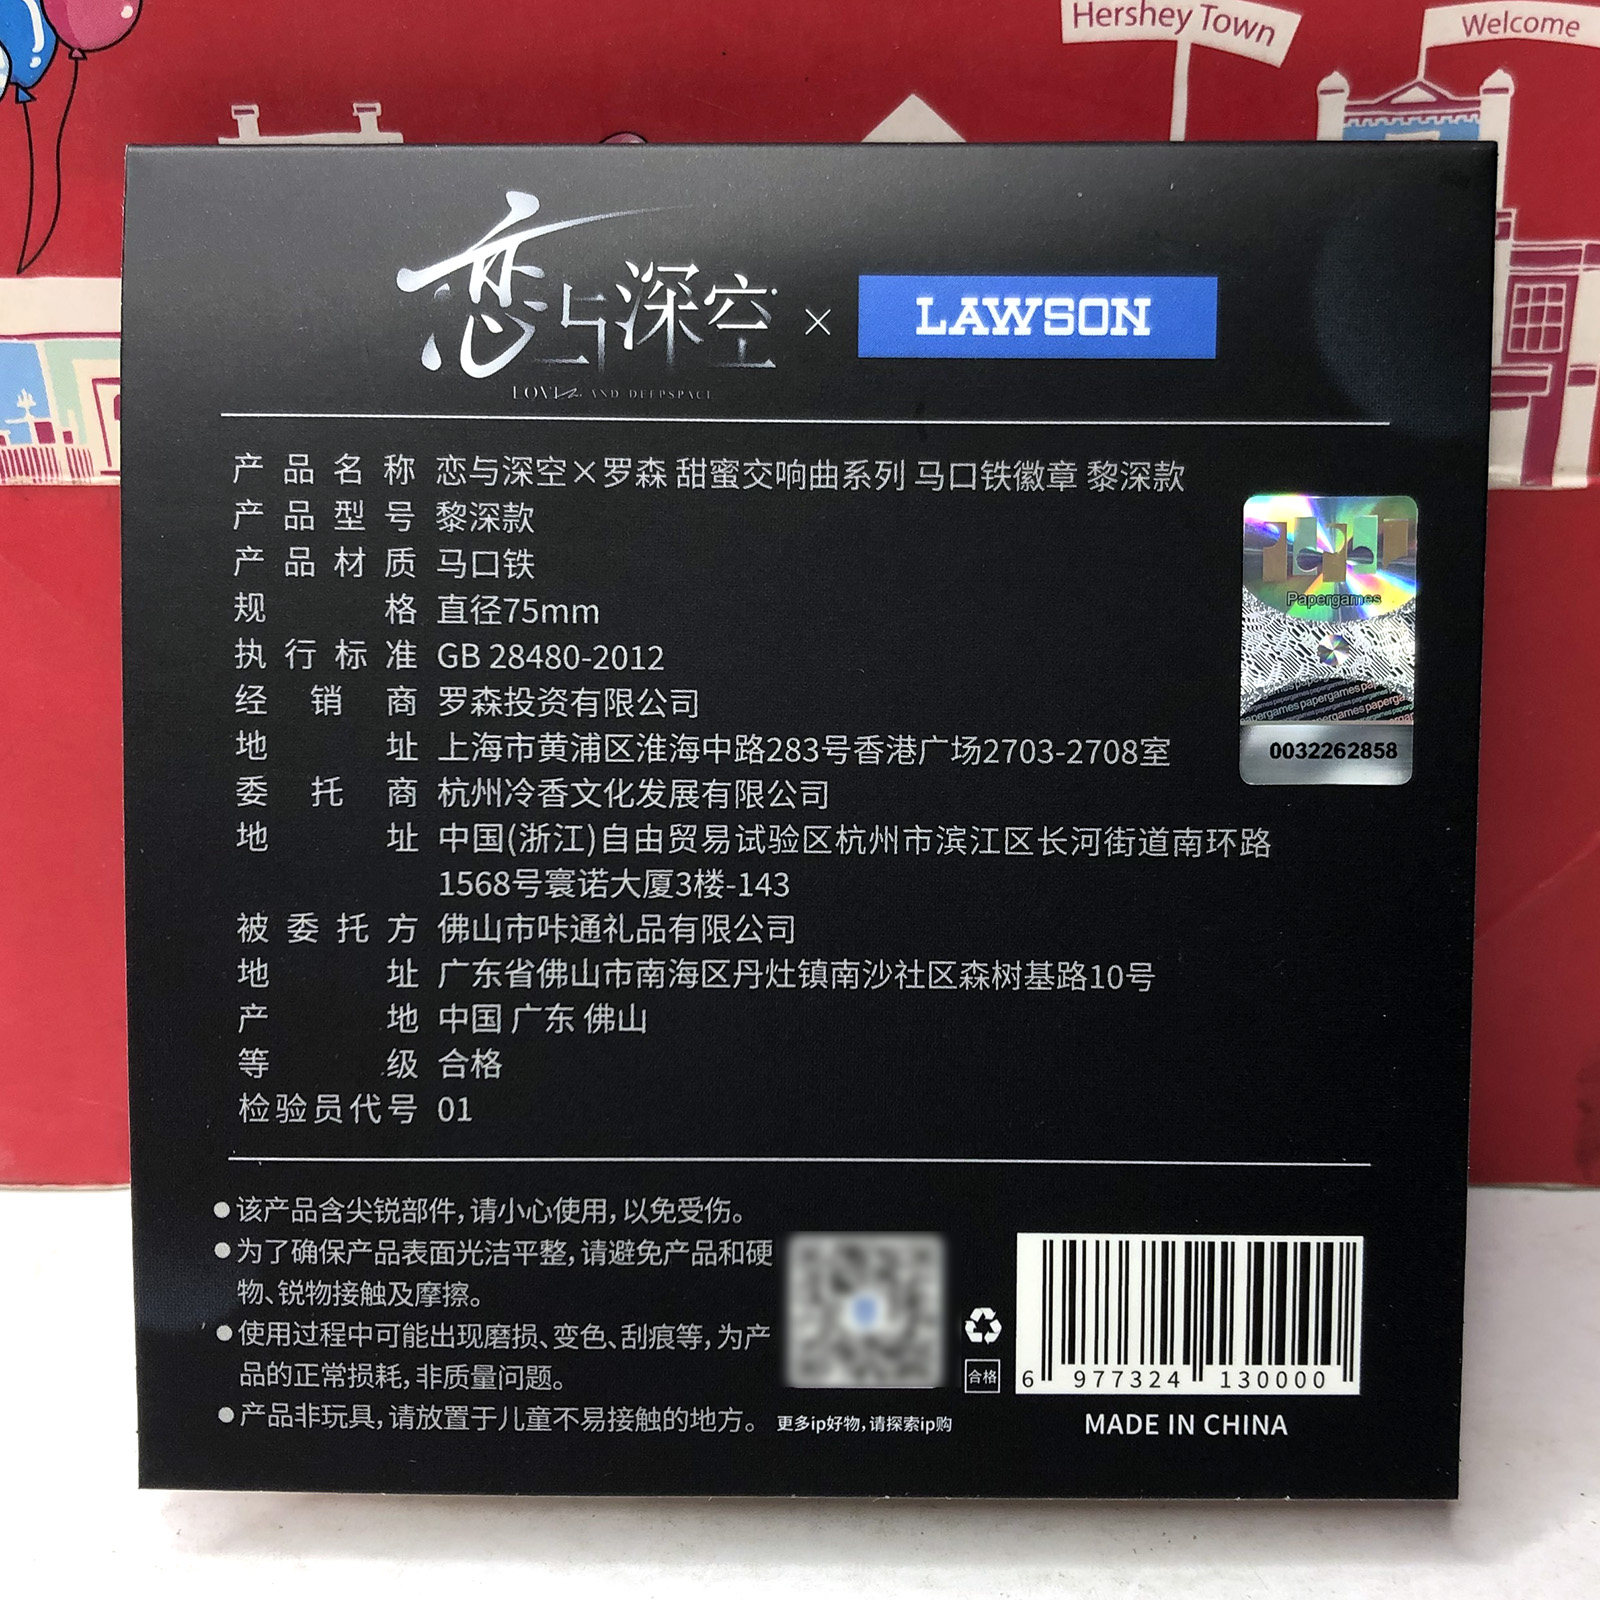 Hershey Town
Welcome
恋与深空 × LAWSON
LOVE AND DEEPSPACE
产品名称 恋与深空×罗森 甜蜜交响曲系列 马口铁徽章 黎深款
产品型号 黎深款
产品材质 马口铁
规格 直径75mm
执行标准 GB 28480-2012
经销商 罗森投资有限公司
地址 上海市黄浦区淮海中路283号香港广场2703-2708室
委托商 杭州冷香文化发展有限公司
地址 中国(浙江)自由贸易试验区杭州市滨江区长河街道南环路
1568号寰诺大厦3楼-143
被委托方 佛山市咔通礼品有限公司
地址 广东省佛山市南海区丹灶镇南沙社区森树基路10号
产地 中国 广东 佛山
等级 合格
检验员代号 01
Papergames
papergames papergames papergames
0032262858
●该产品含尖锐部件,请小心使用,以免受伤。
●为了确保产品表面光洁平整,请避免产品和硬
物、锐物接触及摩擦。
●使用过程中可能出现磨损、变色、刮痕等,为产
品的正常损耗,非质量问题。
●产品非玩具,请放置于儿童不易接触的地方。
更多ip好物,请探索ip购
合格
6 977324 130000
MADE IN CHINA